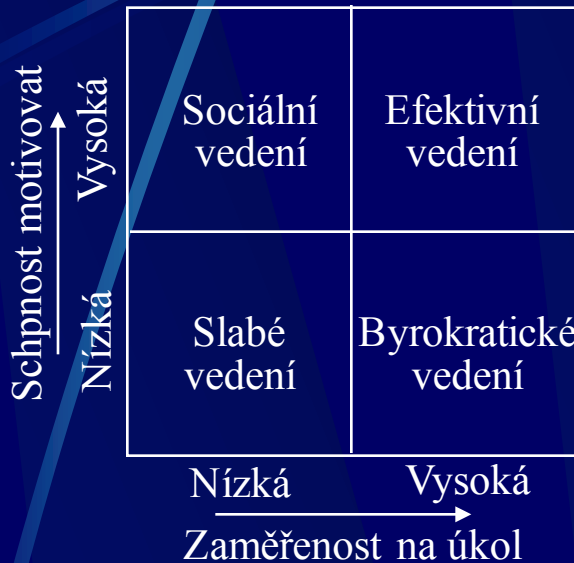 Schpnost motivovat
Vysoká
Nízká
Sociální
vedení
Efektivní
vedení
Slabé
vedení
Byrokratické
vedení
Nízká
Vysoká
Zaměřenost na úkol